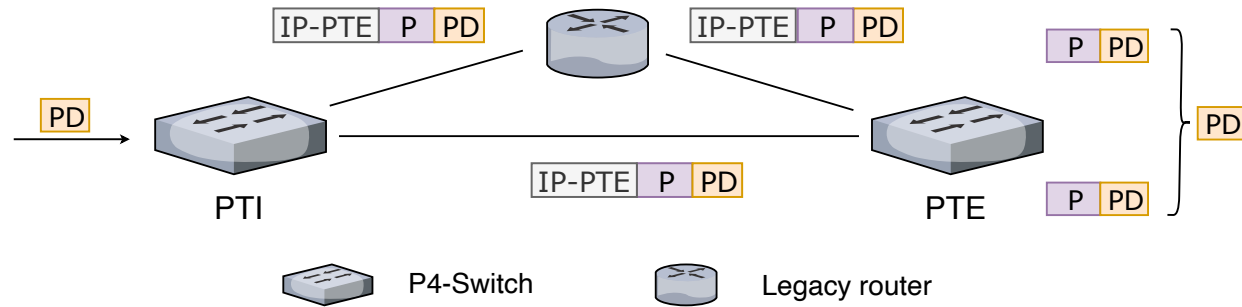 IP-PTE P PD
IP-PTE P PD
P PD
PD
PD
IP-PTE P PD
P PD
PTI
PTE
P4-Switch
Legacy router